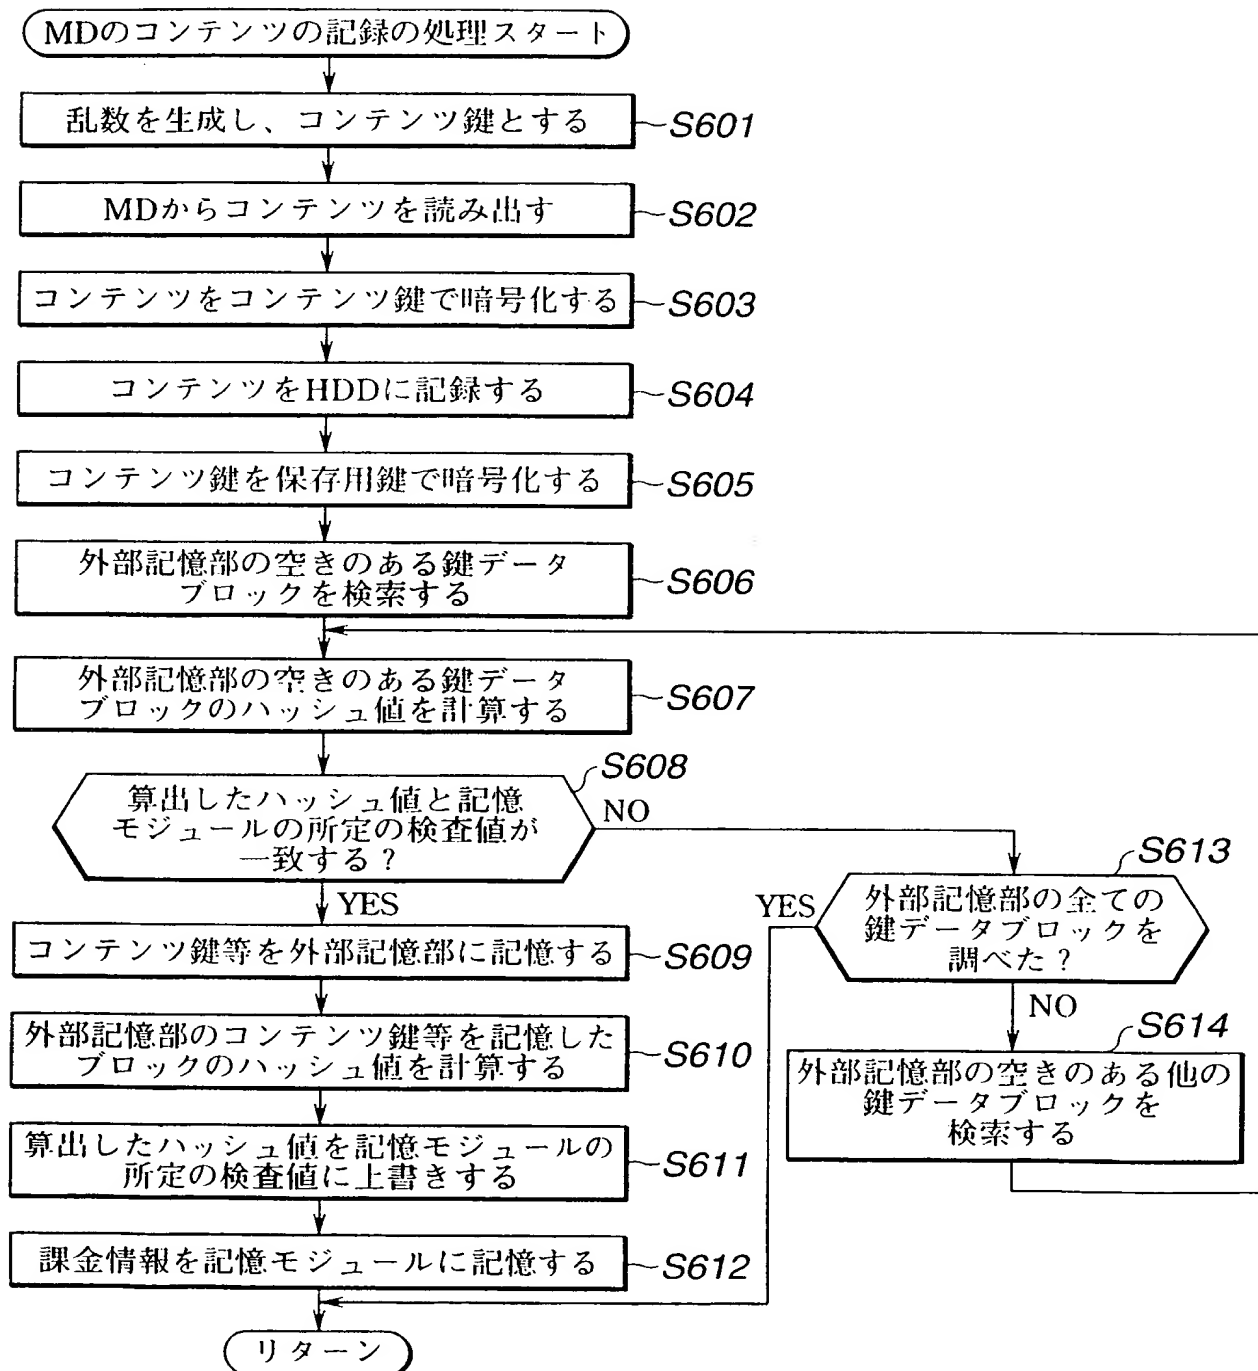 MDのコンテンツの記録の処理スタート
乱数を生成し、コンテンツ鍵とする
S601
MDからコンテンツを読み出す
S602
コンテンツをコンテンツ鍵で暗号化する
S603
コンテンツをHDDに記録する
S604
コンテンツ鍵を保存用鍵で暗号化する
S605
外部記憶部の空きのある鍵データ
ブロックを検索する
S606
外部記憶部の空きのある鍵データ
ブロックのハッシュ値を計算する
S607
S608
算出したハッシュ値と記憶
モジュールの所定の検査値が
一致する?
NO
YES
コンテンツ鍵等を外部記憶部に記憶する
S609
外部記憶部のコンテンツ鍵等を記憶した
ブロックのハッシュ値を計算する
S610
算出したハッシュ値を記憶モジュールの
所定の検査値に上書きする
S611
課金情報を記憶モジュールに記憶する
S612
リターン
S613
外部記憶部の全ての
鍵データブロックを
調べた?
YES
NO
S614
外部記憶部の空きのある他の
鍵データブロックを
検索する